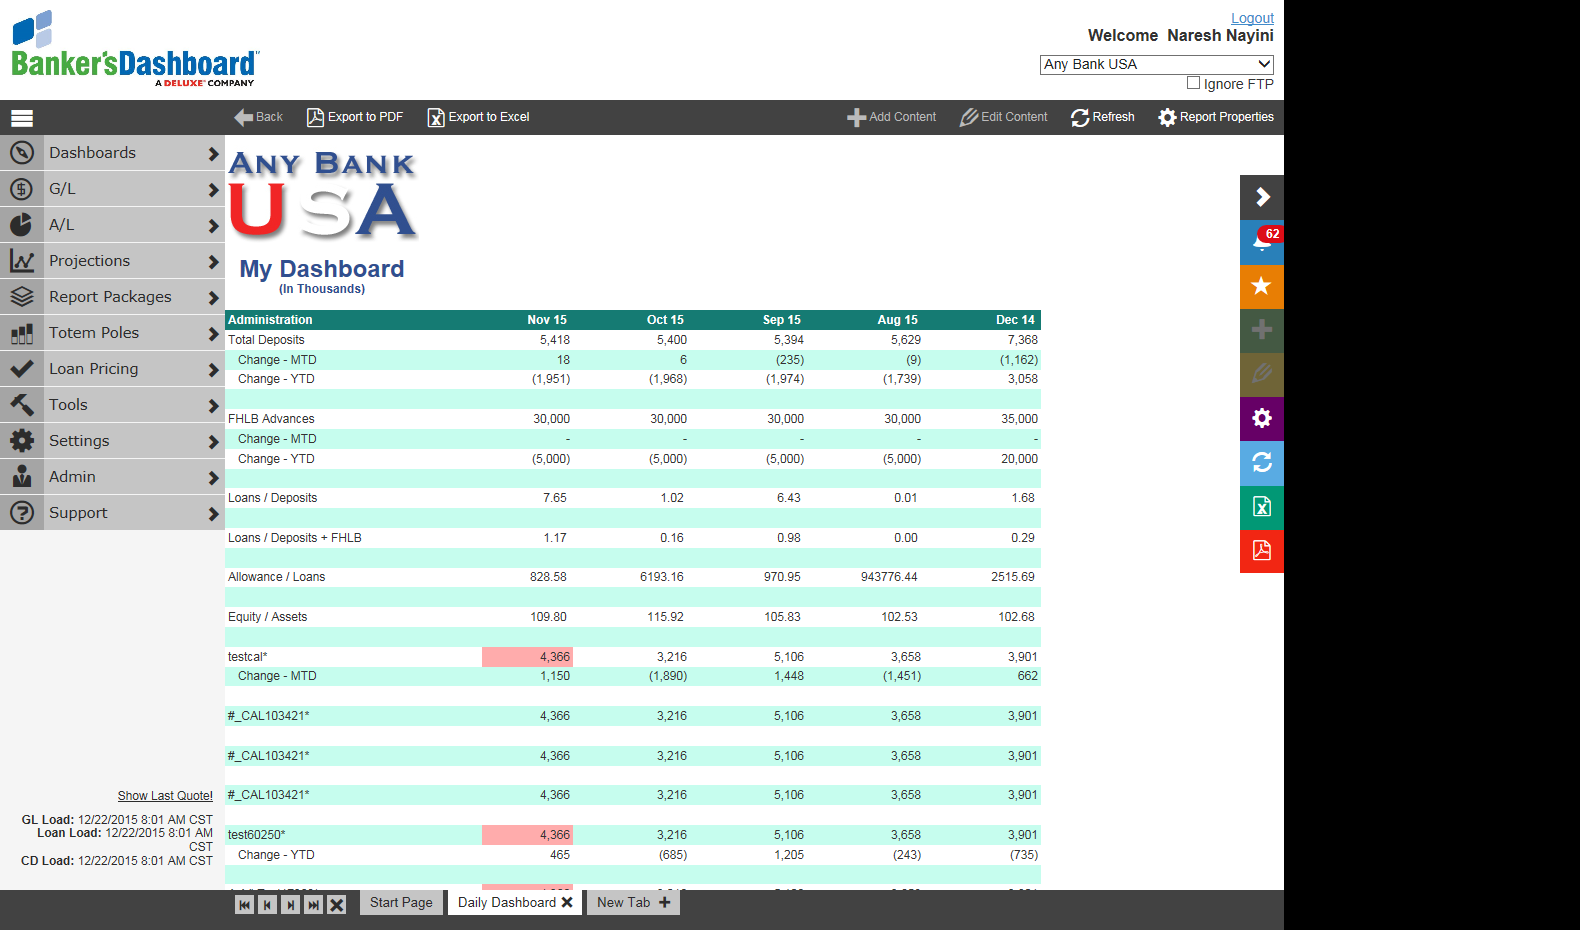 Logout
Banker'sDashboard
A DELUXE COMPANY
Welcome Naresh Nayini
Any Bank USA
Ignore FTP
Back Export to PDF Export to Excel Add Content Edit Content Refresh Report Properties
Dashboards
G/L
A/L
Projections
Report Packages
Totem Poles
Loan Pricing
Tools
Settings
Admin
Support
Show Last Quote!
GL Load: 12/22/2015 8:01 AM CST
Loan Load: 12/22/2015 8:01 AM
CST
CD Load: 12/22/2015 8:01 AM CST
ANY BANK
USA
My Dashboard
(In Thousands)
Administration Nov 15 Oct 15 Sep 15 Aug 15 Dec 14
Total Deposits 5,418 5,400 5,394 5,629 7,368
Change - MTD 18 6 (235) (9) (1,162)
Change - YTD (1,951) (1,968) (1,974) (1,739) 3,058
FHLB Advances 30,000 30,000 30,000 30,000 35,000
Change - MTD - - - - -
Change - YTD (5,000) (5,000) (5,000) (5,000) 20,000
Loans / Deposits 7.65 1.02 6.43 0.01 1.68
Loans / Deposits + FHLB 1.17 0.16 0.98 0.00 0.29
Allowance / Loans 828.58 6193.16 970.95 943776.44 2515.69
Equity / Assets 109.80 115.92 105.83 102.53 102.68
testcal* 4,366 3,216 5,106 3,658 3,901
Change - MTD 1,150 (1,890) 1,448 (1,451) 662
#_CAL103421* 4,366 3,216 5,106 3,658 3,901
#_CAL103421* 4,366 3,216 5,106 3,658 3,901
#_CAL103421* 4,366 3,216 5,106 3,658 3,901
test60250* 4,366 3,216 5,106 3,658 3,901
Change - YTD 465 (685) 1,205 (243) (735)
62
Start Page Daily Dashboard New Tab